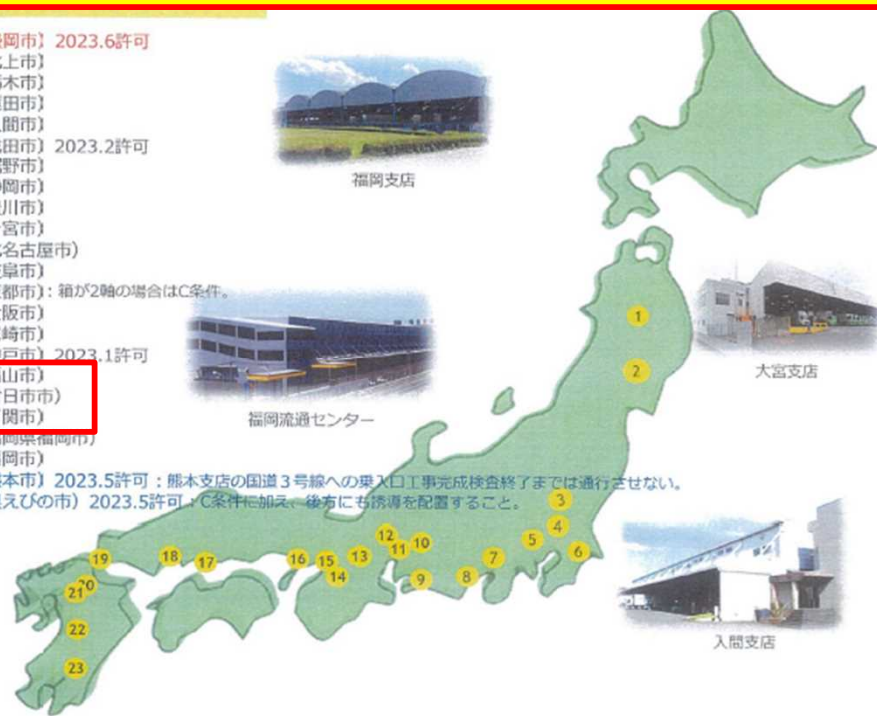 岡市】2023.6許可
上市】
木市】
田市】
間市】
田市】2023.2許可
野市】
岡市】
川市】
宮市】
名古屋市）
阜市】
都市】：箱が2軸の場合はC条件。
阪市】
崎市】
戸市】2023.1許可
山市】
日市市）
関市】
岡県福岡市）
岡市】
本市】2023.5許可：熊本支店の国道３号線への乗入口工事完成検査終了までは通行させない。
えびの市）2023.5許可：C条件に加え、後方にも誘導を配置すること。
福岡支店
福岡流通センター
大宮支店
入間支店
1
2
3
4
5
6
7
8
9
10
11
12
13
14
15
16
17
18
19
20
21
22
23